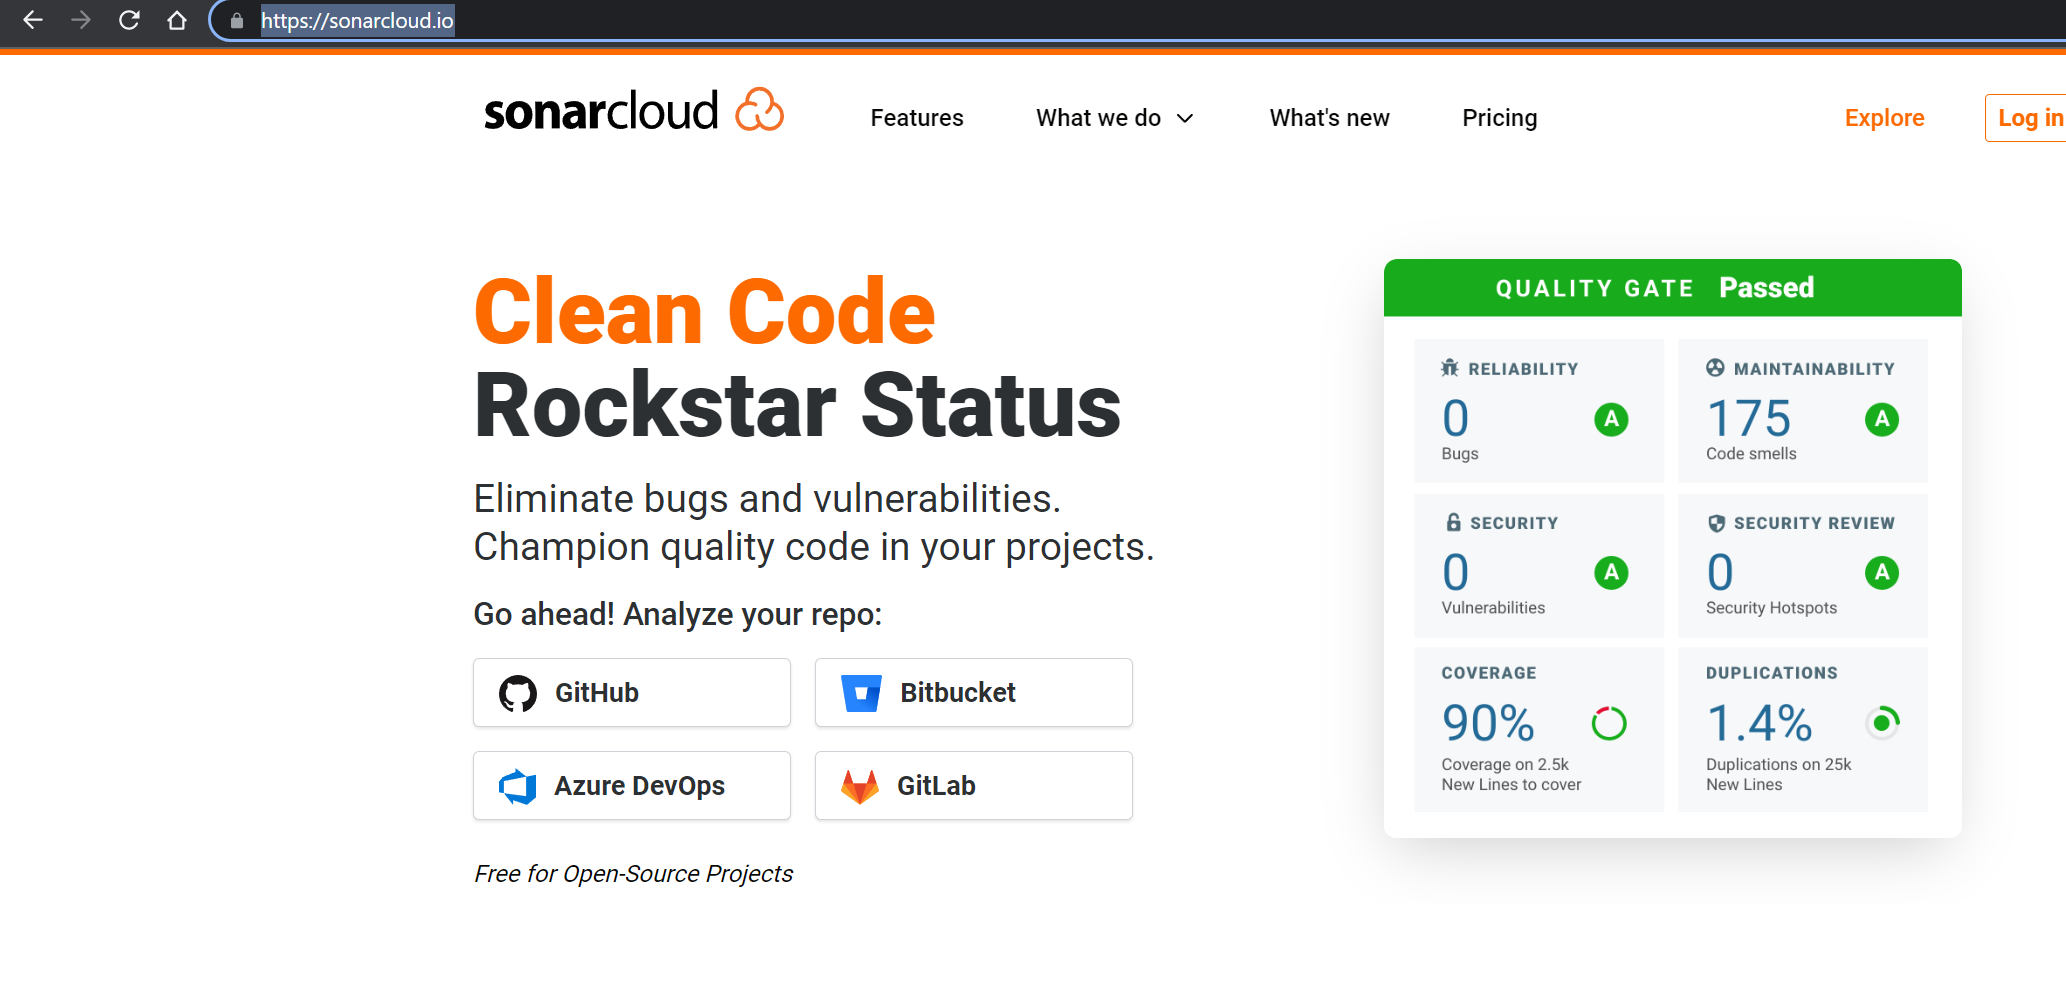 https://sonarcloud.io
sonarcloud
Features
What we do
What's new
Pricing
Explore
Log in
Clean Code
Rockstar Status
Eliminate bugs and vulnerabilities.
Champion quality code in your projects.
Go ahead! Analyze your repo:
GitHub
Bitbucket
Azure DevOps
GitLab
Free for Open-Source Projects
QUALITY GATE Passed
RELIABILITY
0
A
Bugs
MAINTAINABILITY
175
A
Code smells
SECURITY
0
A
Vulnerabilities
SECURITY REVIEW
0
A
Security Hotspots
COVERAGE
90%
Coverage on 2.5k
New Lines to cover
DUPLICATIONS
1.4%
Duplications on 25k
New Lines